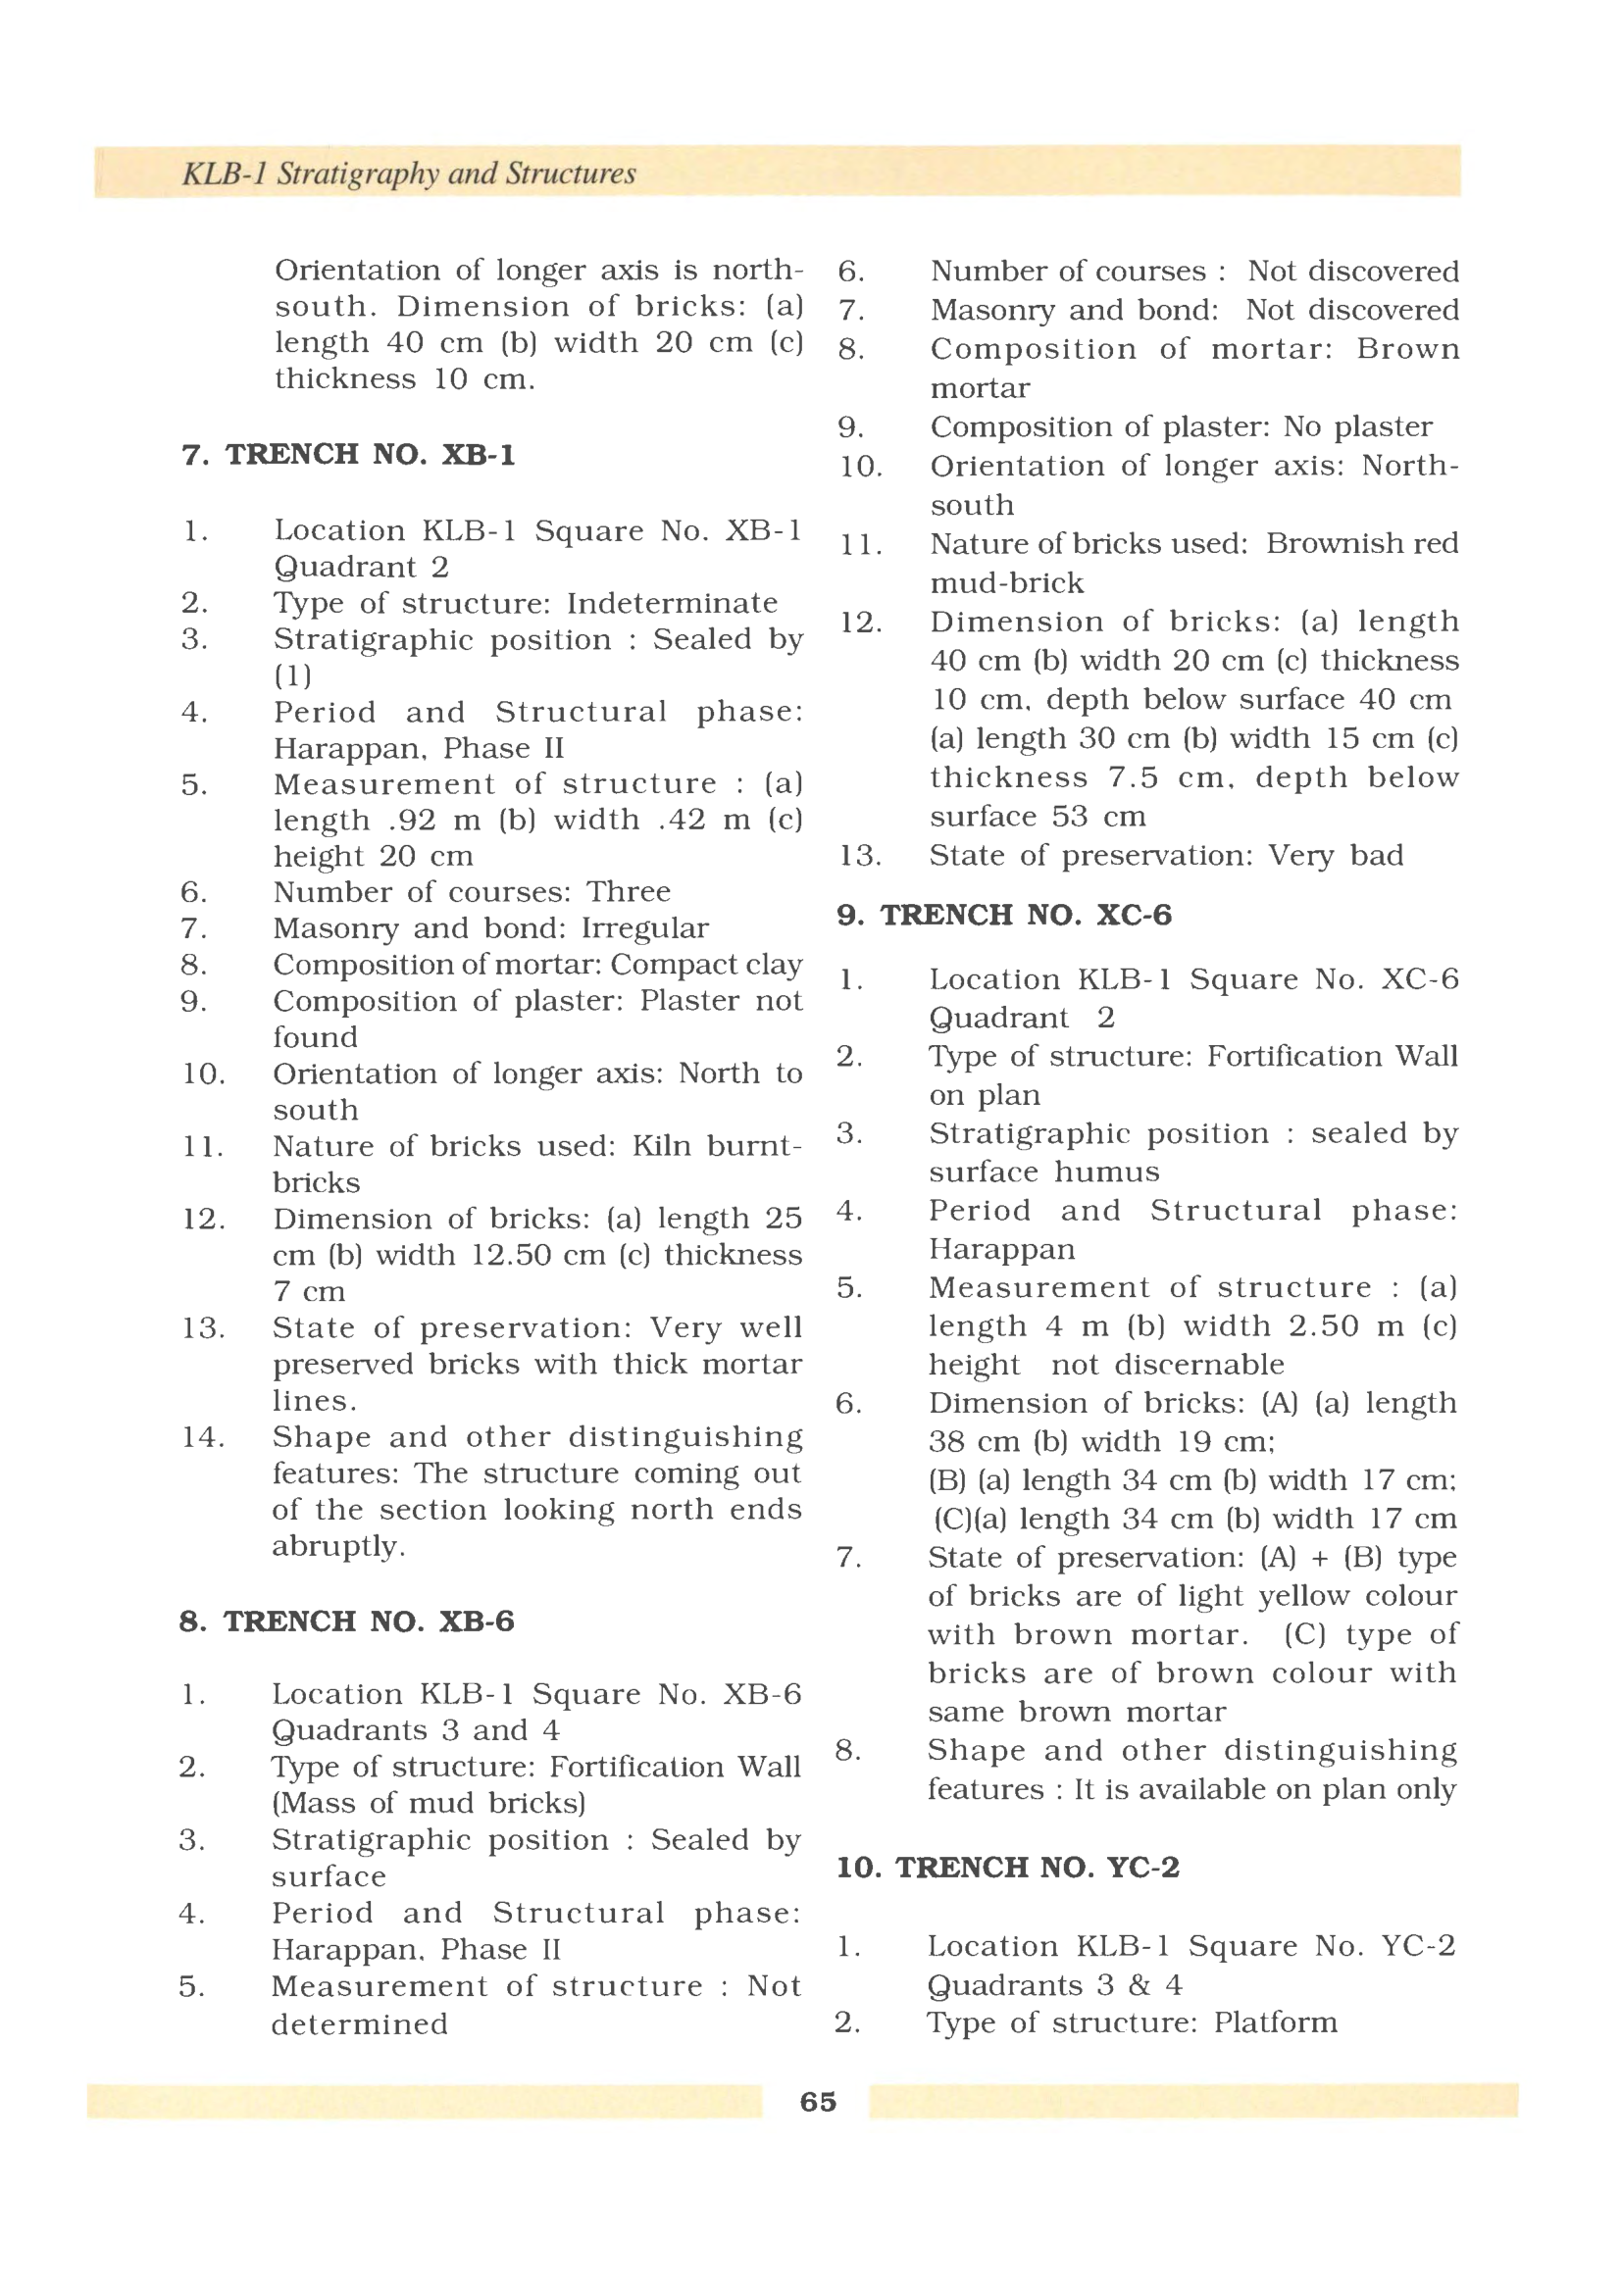 KLB-1 Stratigraphy and Structures
Orientation of longer axis is north-
south. Dimension of bricks: (a)
length 40 cm (b) width 20 cm (c)
thickness 10 cm.
7. TRENCH NO. XB-1
1. Location KLB-1 Square No. XB-1
Quadrant 2
2. Type of structure: Indeterminate
3. Stratigraphic position : Sealed by
(1)
4. Period and Structural phase:
Harappan, Phase II
5. Measurement of structure : (a)
length .92 m (b) width .42 m (c)
height 20 cm
6. Number of courses: Three
7. Masonry and bond: Irregular
8. Composition of mortar: Compact clay
9. Composition of plaster: Plaster not
found
10. Orientation of longer axis: North to
south
11. Nature of bricks used: Kiln burnt-
bricks
12. Dimension of bricks: (a) length 25
cm (b) width 12.50 cm (c) thickness
7 cm
13. State of preservation: Very well
preserved bricks with thick mortar
lines.
14. Shape and other distinguishing
features: The structure coming out
of the section looking north ends
abruptly.
8. TRENCH NO. XB-6
1. Location KLB-1 Square No. XB-6
Quadrants 3 and 4
2. Type of structure: Fortification Wall
(Mass of mud bricks)
3. Stratigraphic position : Sealed by
surface
4. Period and Structural phase:
Harappan, Phase II
5. Measurement of structure : Not
determined
6. Number of courses : Not discovered
7. Masonry and bond: Not discovered
8. Composition of mortar: Brown
mortar
9. Composition of plaster: No plaster
10. Orientation of longer axis: North-
south
11. Nature of bricks used: Brownish red
mud-brick
12. Dimension of bricks: (a) length
40 cm (b) width 20 cm (c) thickness
10 cm, depth below surface 40 cm
(a) length 30 cm (b) width 15 cm (c)
thickness 7.5 cm, depth below
surface 53 cm
13. State of preservation: Very bad
9. TRENCH NO. XC-6
1. Location KLB-1 Square No. XC-6
Quadrant 2
2. Type of structure: Fortification Wall
on plan
3. Stratigraphic position : sealed by
surface humus
4. Period and Structural phase:
Harappan
5. Measurement of structure : (a)
length 4 m (b) width 2.50 m (c)
height not discernable
6. Dimension of bricks: (A) (a) length
38 cm (b) width 19 cm;
(B) (a) length 34 cm (b) width 17 cm;
(C)(a) length 34 cm (b) width 17 cm
7. State of preservation: (A) + (B) type
of bricks are of light yellow colour
with brown mortar. (C) type of
bricks are of brown colour with
same brown mortar
8. Shape and other distinguishing
features : It is available on plan only
10. TRENCH NO. YC-2
1. Location KLB-1 Square No. YC-2
Quadrants 3 & 4
2. Type of structure: Platform
65